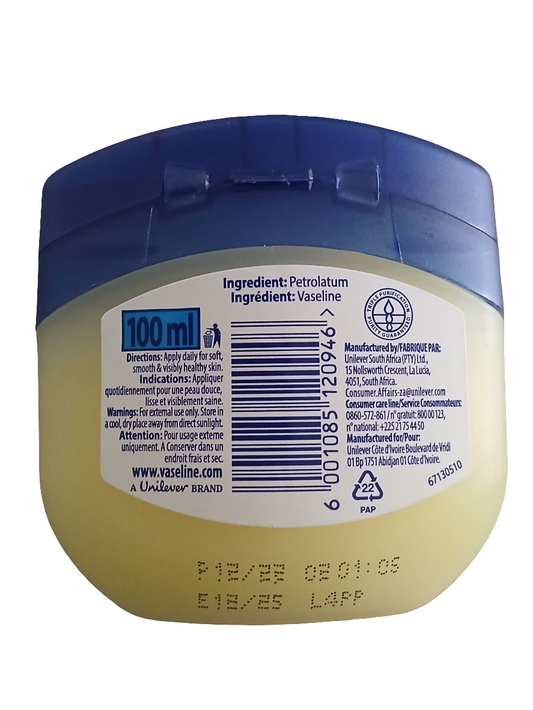 Ingredient: Petrolatum
Ingrédient: Vaseline
100 ml
Directions: Apply daily for soft,
smooth & visibly healthy skin.
Indications: Appliquer
quotidiennement pour une peau douce,
lisse et visiblement saine.
Warnings: For external use only. Store in
a cool, dry place away from direct sunlight.
Attention: Pour usage externe
uniquement. A Conserver dans un
endroit frais et sec.
www.vaseline.com
A Unilever BRAND
6 001085 120946 >
TRIPLE PURIFICATION
PURITY GUARANTEED
Manufactured by/FABRIQUE PAR:
Unilever South Africa (PTY) Ltd.,
15 Nollsworth Crescent, La Lucia,
4051, South Africa.
Consumer.Affairs-za@unilever.com
Consumer care line/Service Consommateurs:
0860-572-861 / n° gratuit: 800 00 123,
n° national: +225 21 75 44 50
Manufactured for/Pour:
Unilever Côte d'Ivoire Boulevard de Vridi
01 Bp 1751 Abidjan 01 Côte d'Ivoire.
22
PAP
67130510
P12/22 08 01:05
E12/25 LAPP